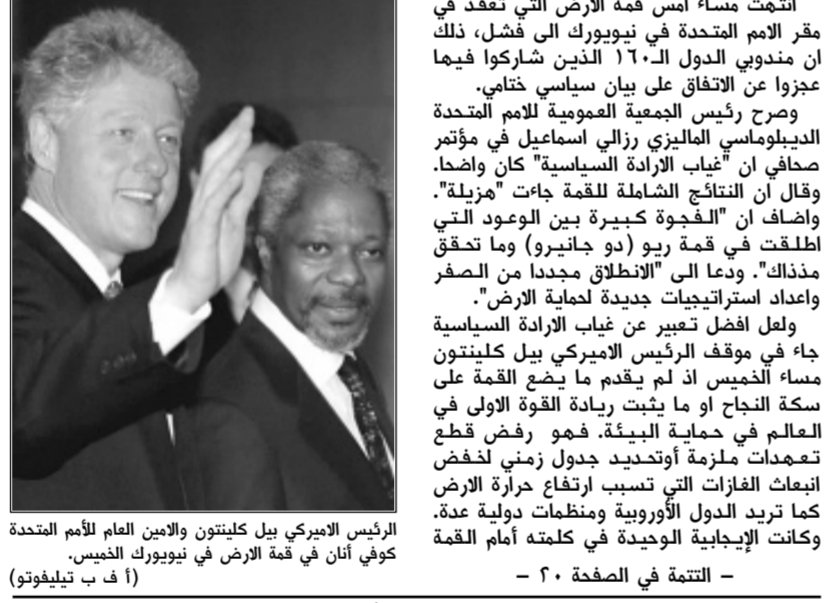 انتهت مساء امس قمة الارض التي تعقد في
مقر الامم المتحدة في نيويورك الى فشل، ذلك
ان مندوبي الدول الـ١٦٠ الذين شاركوا فيها
عجزوا عن الاتفاق على بيان سياسي ختامي.
وصرح رئيس الجمعية العمومية للامم المتحدة
الديبلوماسي الماليزي رزالي اسماعيل في مؤتمر
صحافي ان "غياب الارادة السياسية" كان واضحا.
وقال ان النتائج الشاملة للقمة جاءت "هزيلة".
واضاف ان "الفجوة كبيرة بين الوعود التي
اطلقت في قمة ريو (دو جانيرو) وما تحقق
مذذاك". ودعا الى "الانطلاق مجددا من الصفر
واعداد استراتيجيات جديدة لحماية الارض".
ولعل افضل تعبير عن غياب الارادة السياسية
جاء في موقف الرئيس الاميركي بيل كلينتون
مساء الخميس اذ لم يقدم ما يضع القمة على
سكة النجاح او ما يثبت ريادة القوة الاولى في
العالم في حماية البيئة. فهو رفض قطع
تعهدات ملزمة أوتحديد جدول زمني لخفض
انبعاث الغازات التي تسبب ارتفاع حرارة الارض
كما تريد الدول الأوروبية ومنظمات دولية عدة.
وكانت الإيجابية الوحيدة في كلمته أمام القمة
– التتمة في الصفحة ٢٠ –
الرئيس الاميركي بيل كلينتون والامين العام للأمم المتحدة
كوفي أنان في قمة الارض في نيويورك الخميس.
(أ ف ب تيليفوتو)